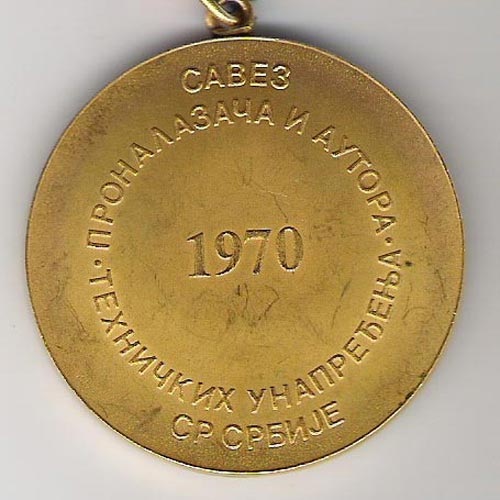 САВЕЗ
ПРОНАЛАЗАЧА И АУТОРА
· ТЕХНИЧКИХ УНАПРЕЂЕЊА ·
СР СРБИЈЕ
1970